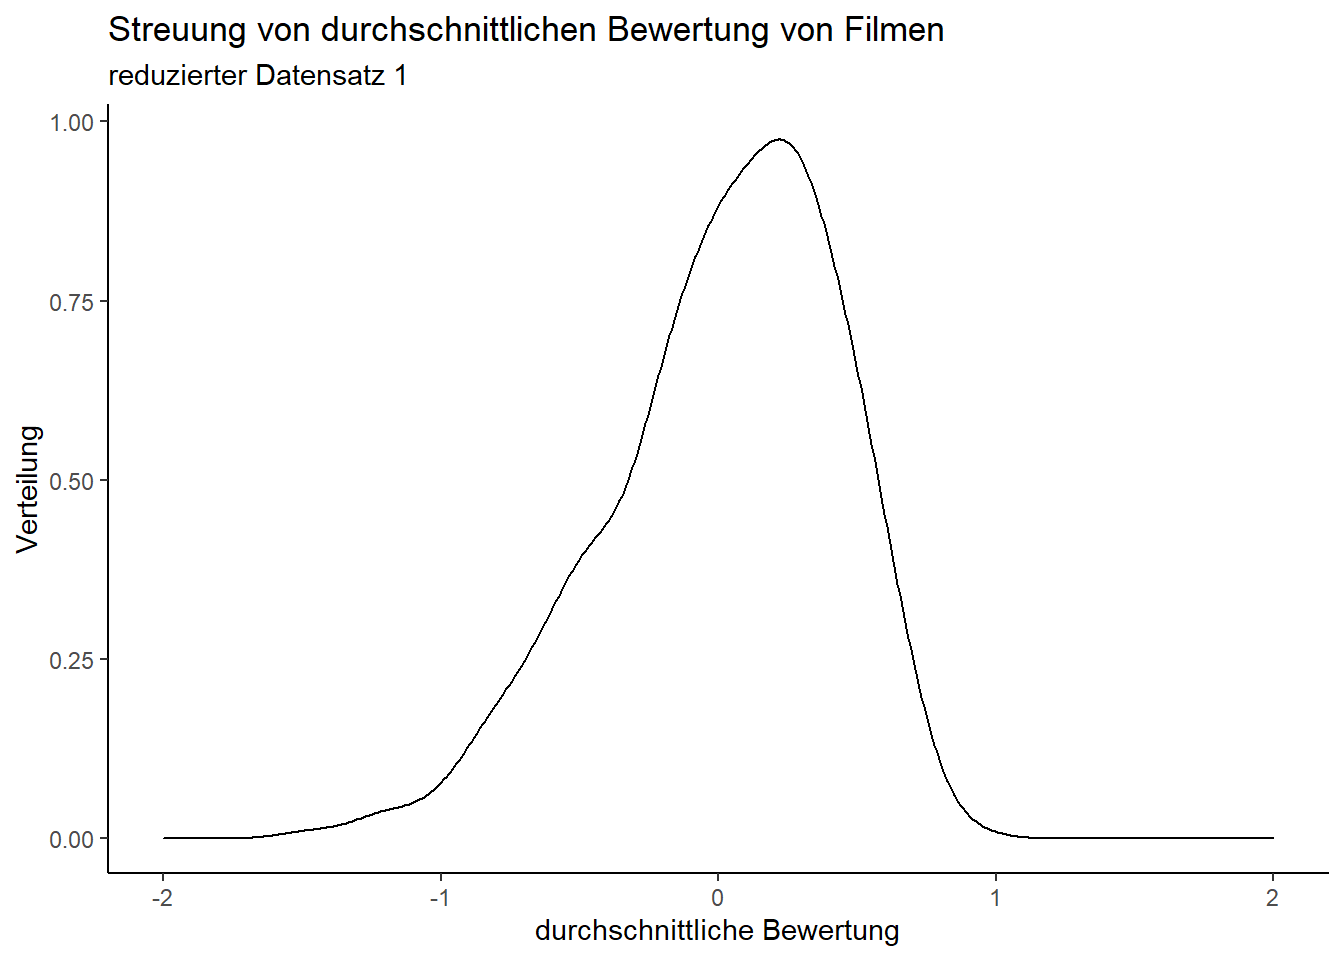 Streuung von durchschnittlichen Bewertung von Filmen
reduzierter Datensatz 1
1.00
0.75
0.50
0.25
0.00
Verteilung
-2 -1 0 1 2
durchschnittliche Bewertung